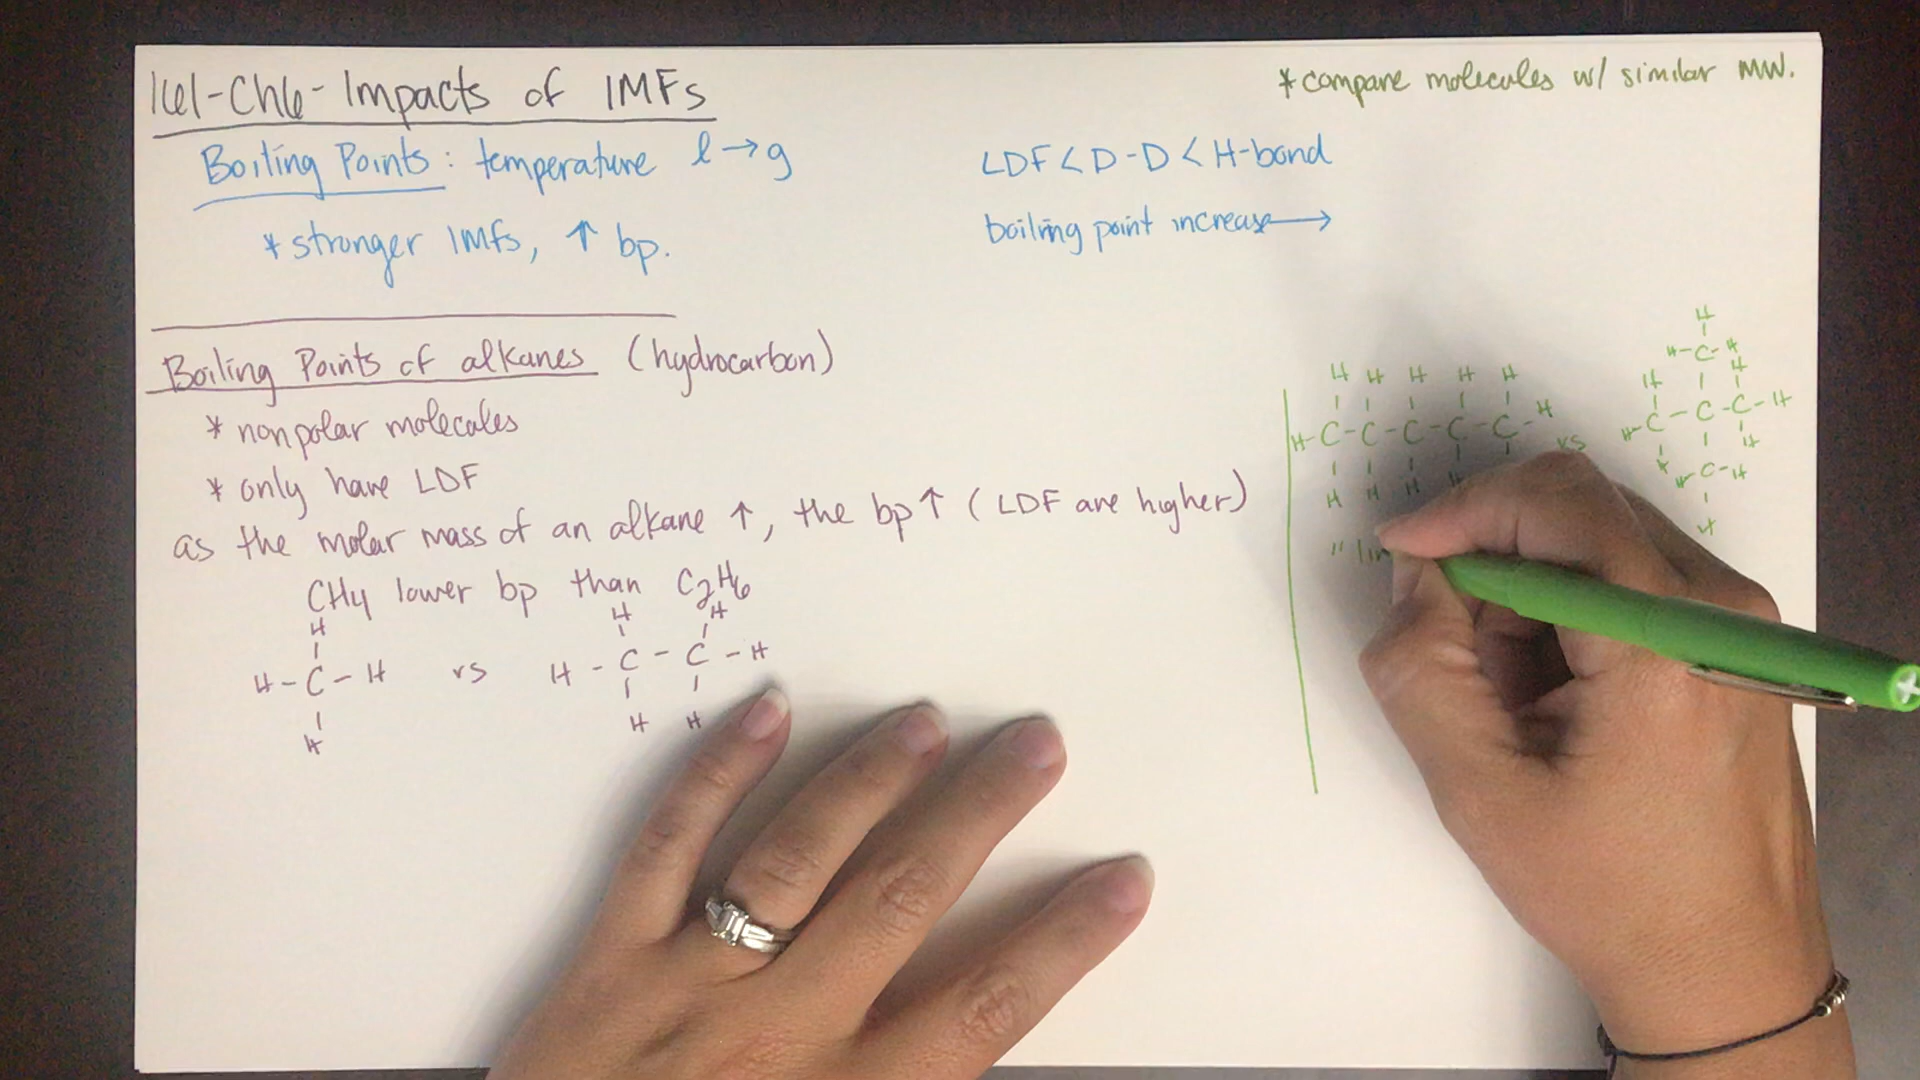 161-Ch6-Impacts of IMFs
* compare molecules w/ similar MW.
Boiling Points: temperature l→g
LDF < D-D < H-bond
* stronger IMFs, ↑ bp.
boiling point increase→
Boiling Points of alkanes (hydrocarbon)
* nonpolar molecules
* only have LDF
as the molar mass of an alkane ↑, the bp↑ (LDF are higher)
CH4 lower bp than C2H6
H
H-C-H
H
vs
H H
H-C-C-H
H H
H H H H H
H-C-C-C-C-C-H
H H H H
vs
H
H-C-H
H H
H-C-C-C-H
H H
H-C-H
H
"lin